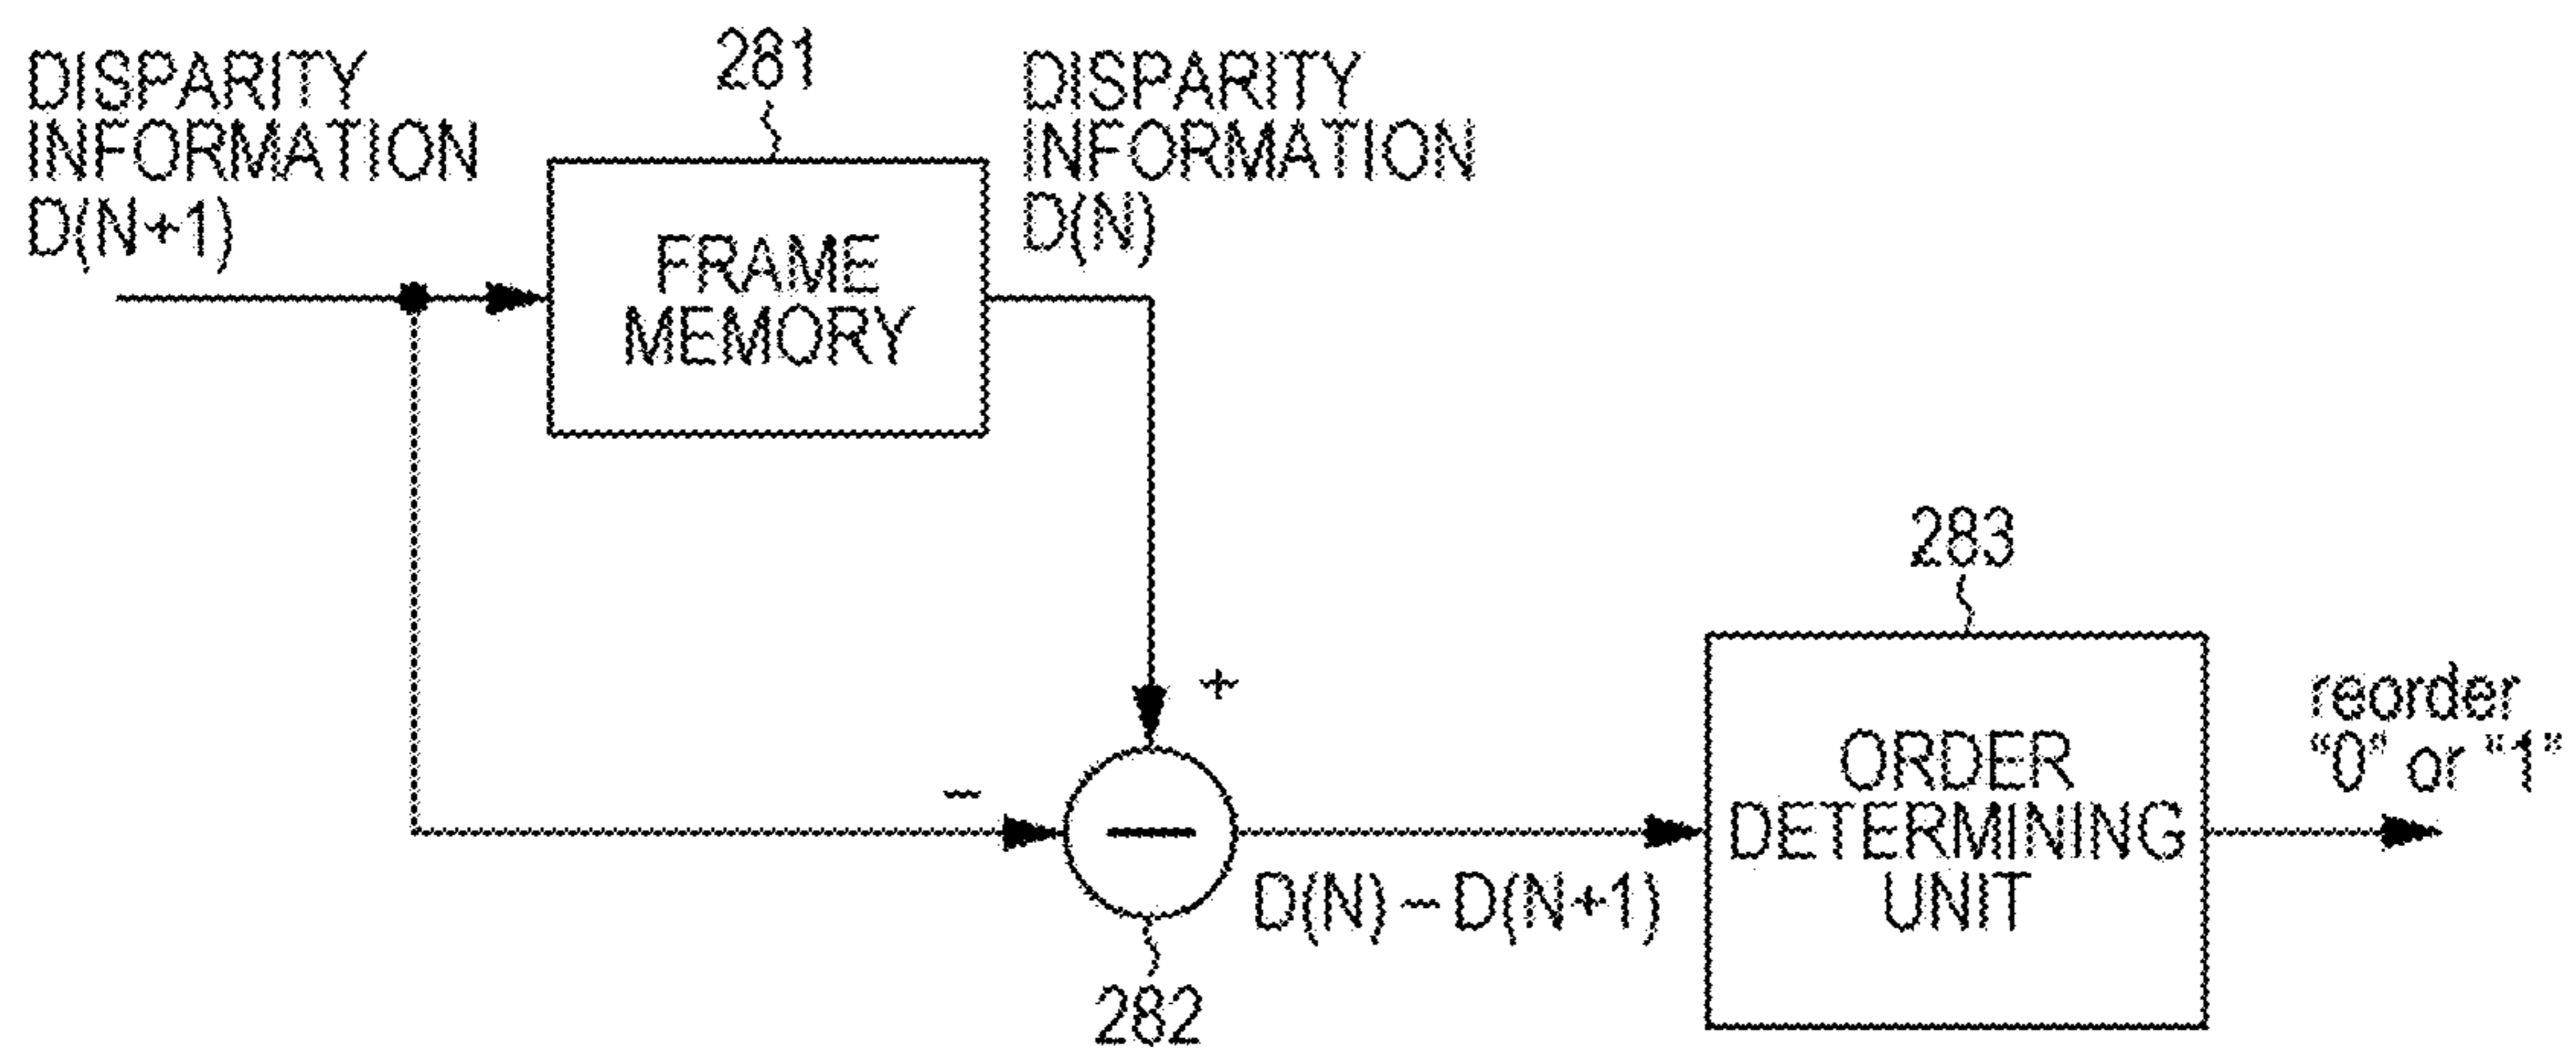 DISPARITY
INFORMATION
D(N+1)
281
FRAME
MEMORY
DISPARITY
INFORMATION
D(N)
+
−
—
282
D(N) − D(N+1)
283
ORDER
DETERMINING
UNIT
reorder
“0” or “1”